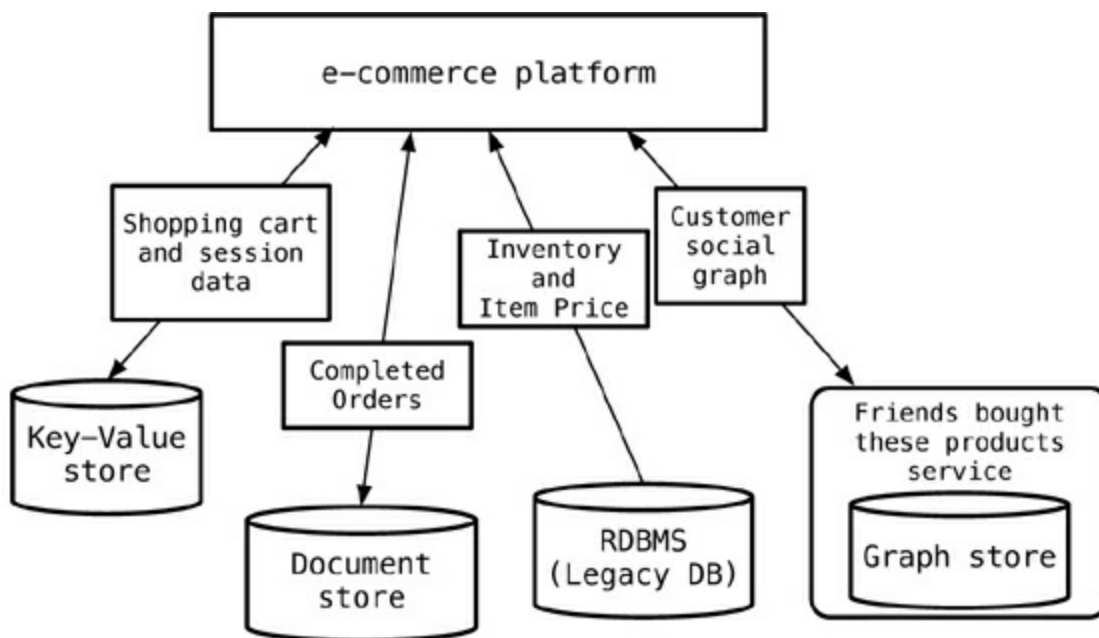 e-commerce platform
Shopping cart
and session
data
Inventory
and
Item Price
Customer
social
graph
Completed
Orders
Key-Value
store
Document
store
RDBMS
(Legacy DB)
Friends bought
these products
service
Graph store